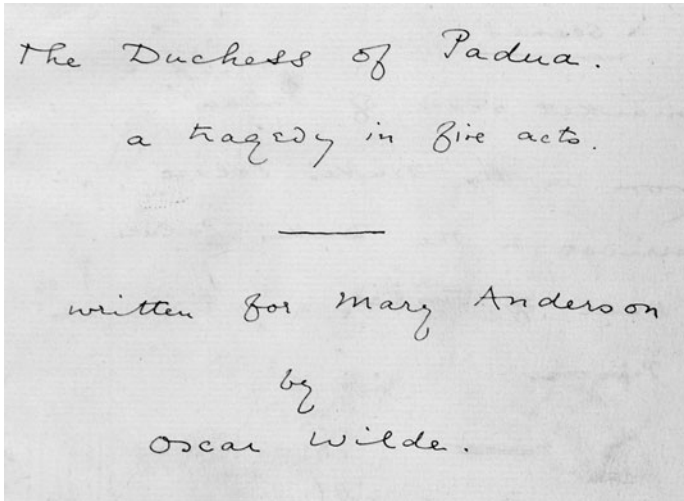 The Duchess of Padua.
a tragedy in five acts.
written for Mary Anderson
by
Oscar Wilde.